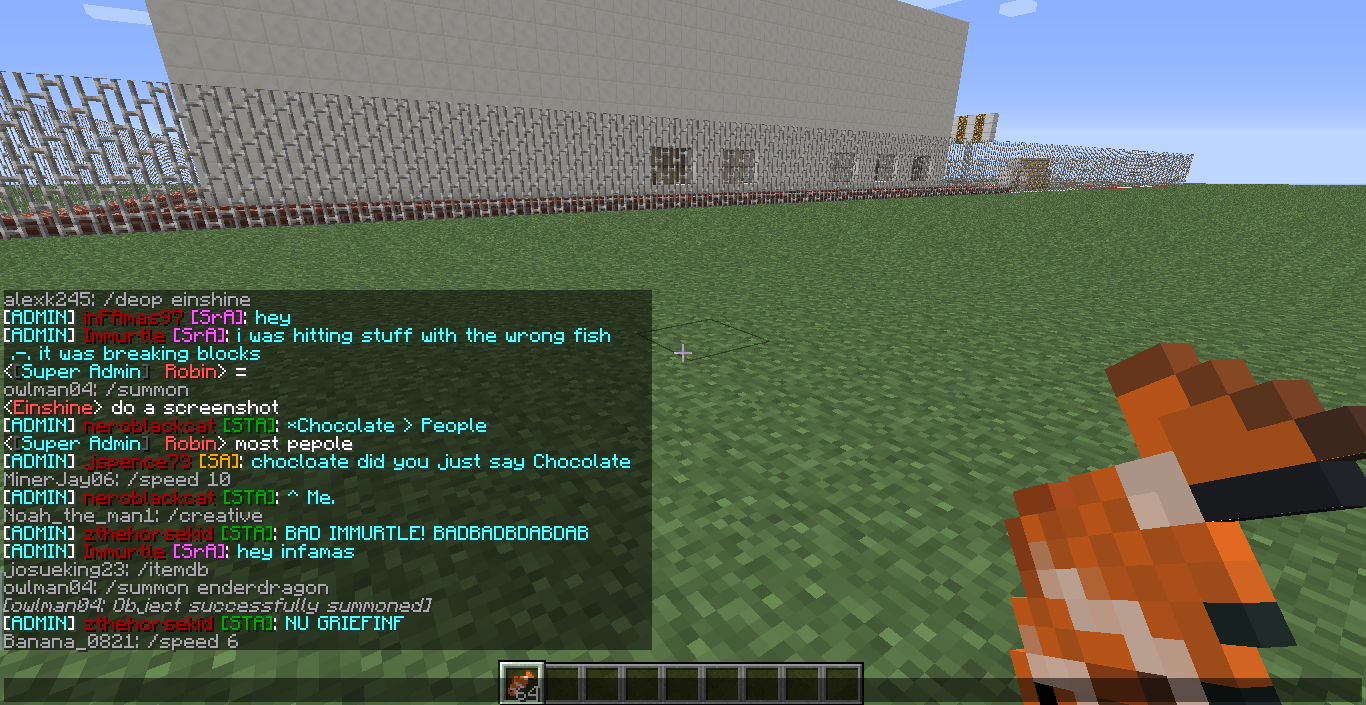 alexk245: /deop einshine
[ADMIN] inFAmas97 [SrA]: hey
[ADMIN] Immurtle [SrA]: i was hitting stuff with the wrong fish
.-. it was breaking blocks
<[Super Admin] Robin> =
owlman04: /summon
<Einshine> do a screenshot
[ADMIN] neroblackcat [STA]: *Chocolate > People
<[Super Admin] Robin> most pepole
[ADMIN] jspence73 [SA]: chocloate did you just say Chocolate
MinerJay06: /speed 10
[ADMIN] neroblackcat [STA]: ^ Me.
Noah_the_man1: /creative
[ADMIN] zthehorsekid [STA]: BAD IMMURTLE! BADBADBDABDAB
[ADMIN] Immurtle [SrA]: hey infamas
josueking23: /itemdb
owlman04: /summon enderdragon
[owlman04: Object successfully summoned]
[ADMIN] zthehorsekid [STA]: NU GRIEFINF
Banana_0821: /speed 6
64